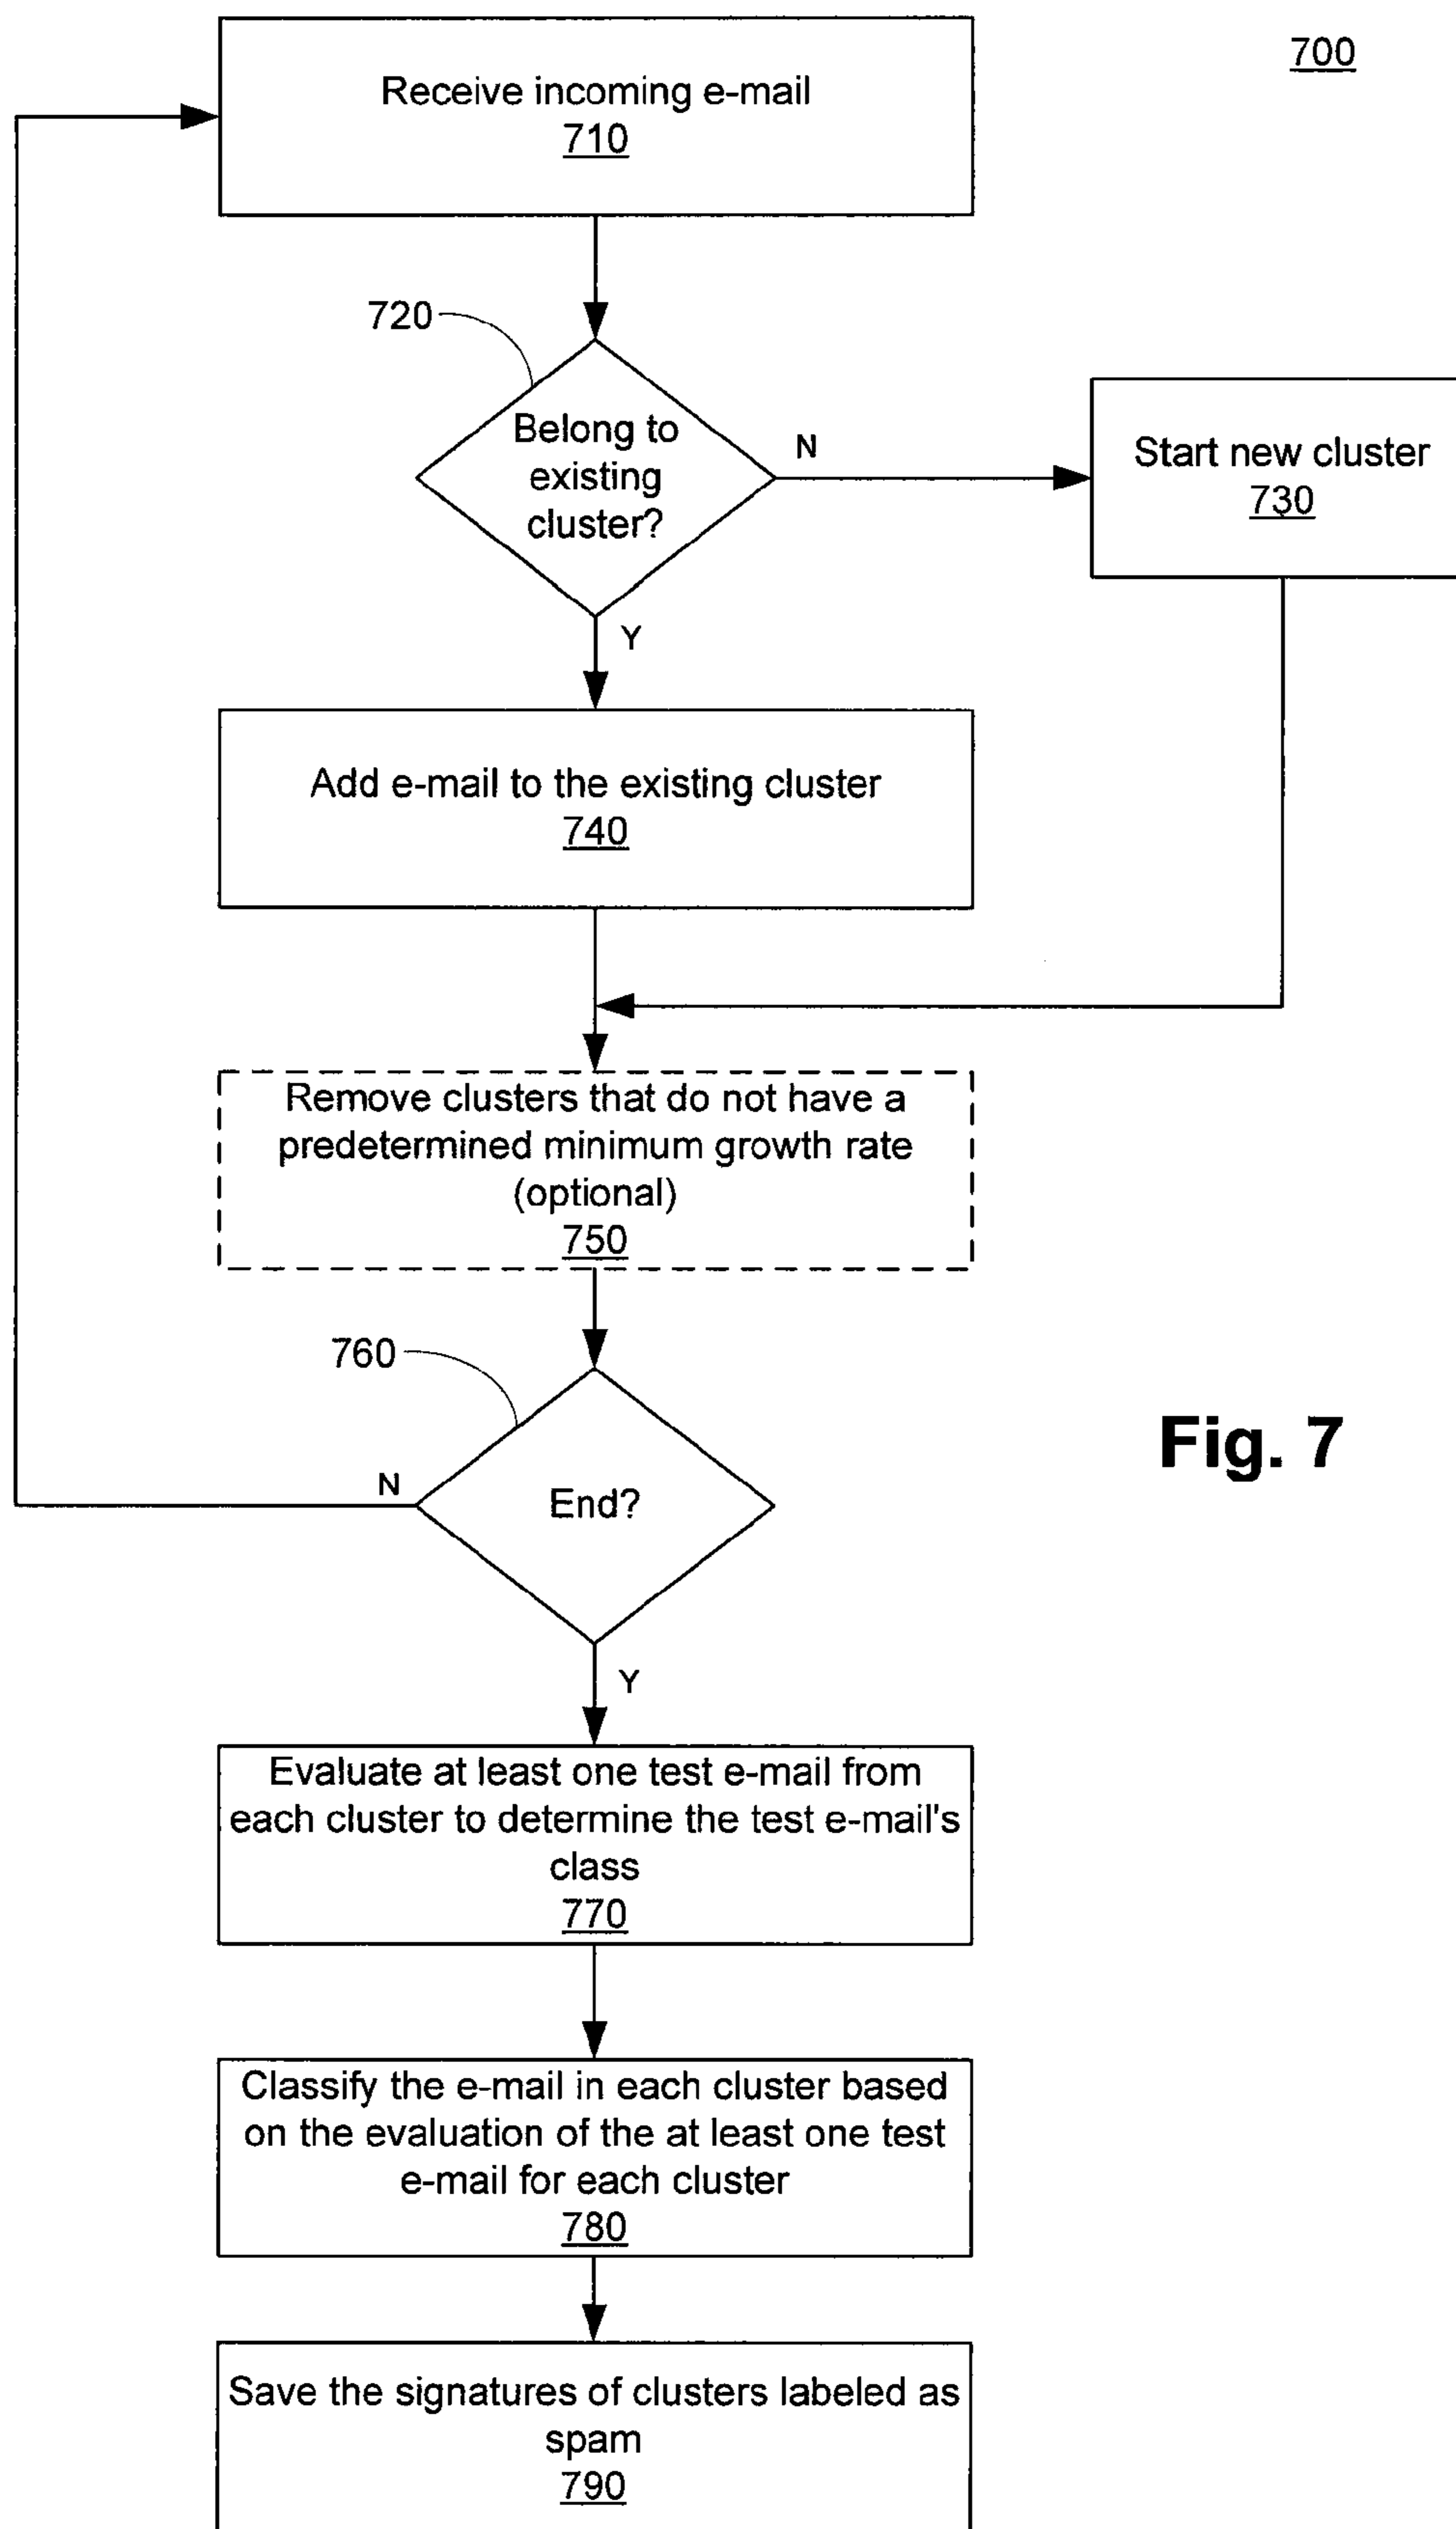 700
Receive incoming e-mail
710
720
Belong to
existing
cluster?
N
Start new cluster
730
Y
Add e-mail to the existing cluster
740
Remove clusters that do not have a
predetermined minimum growth rate
(optional)
750
760
End?
N
Fig. 7
Y
Evaluate at least one test e-mail from
each cluster to determine the test e-mail's
class
770
Classify the e-mail in each cluster based
on the evaluation of the at least one test
e-mail for each cluster
780
Save the signatures of clusters labeled as
spam
790